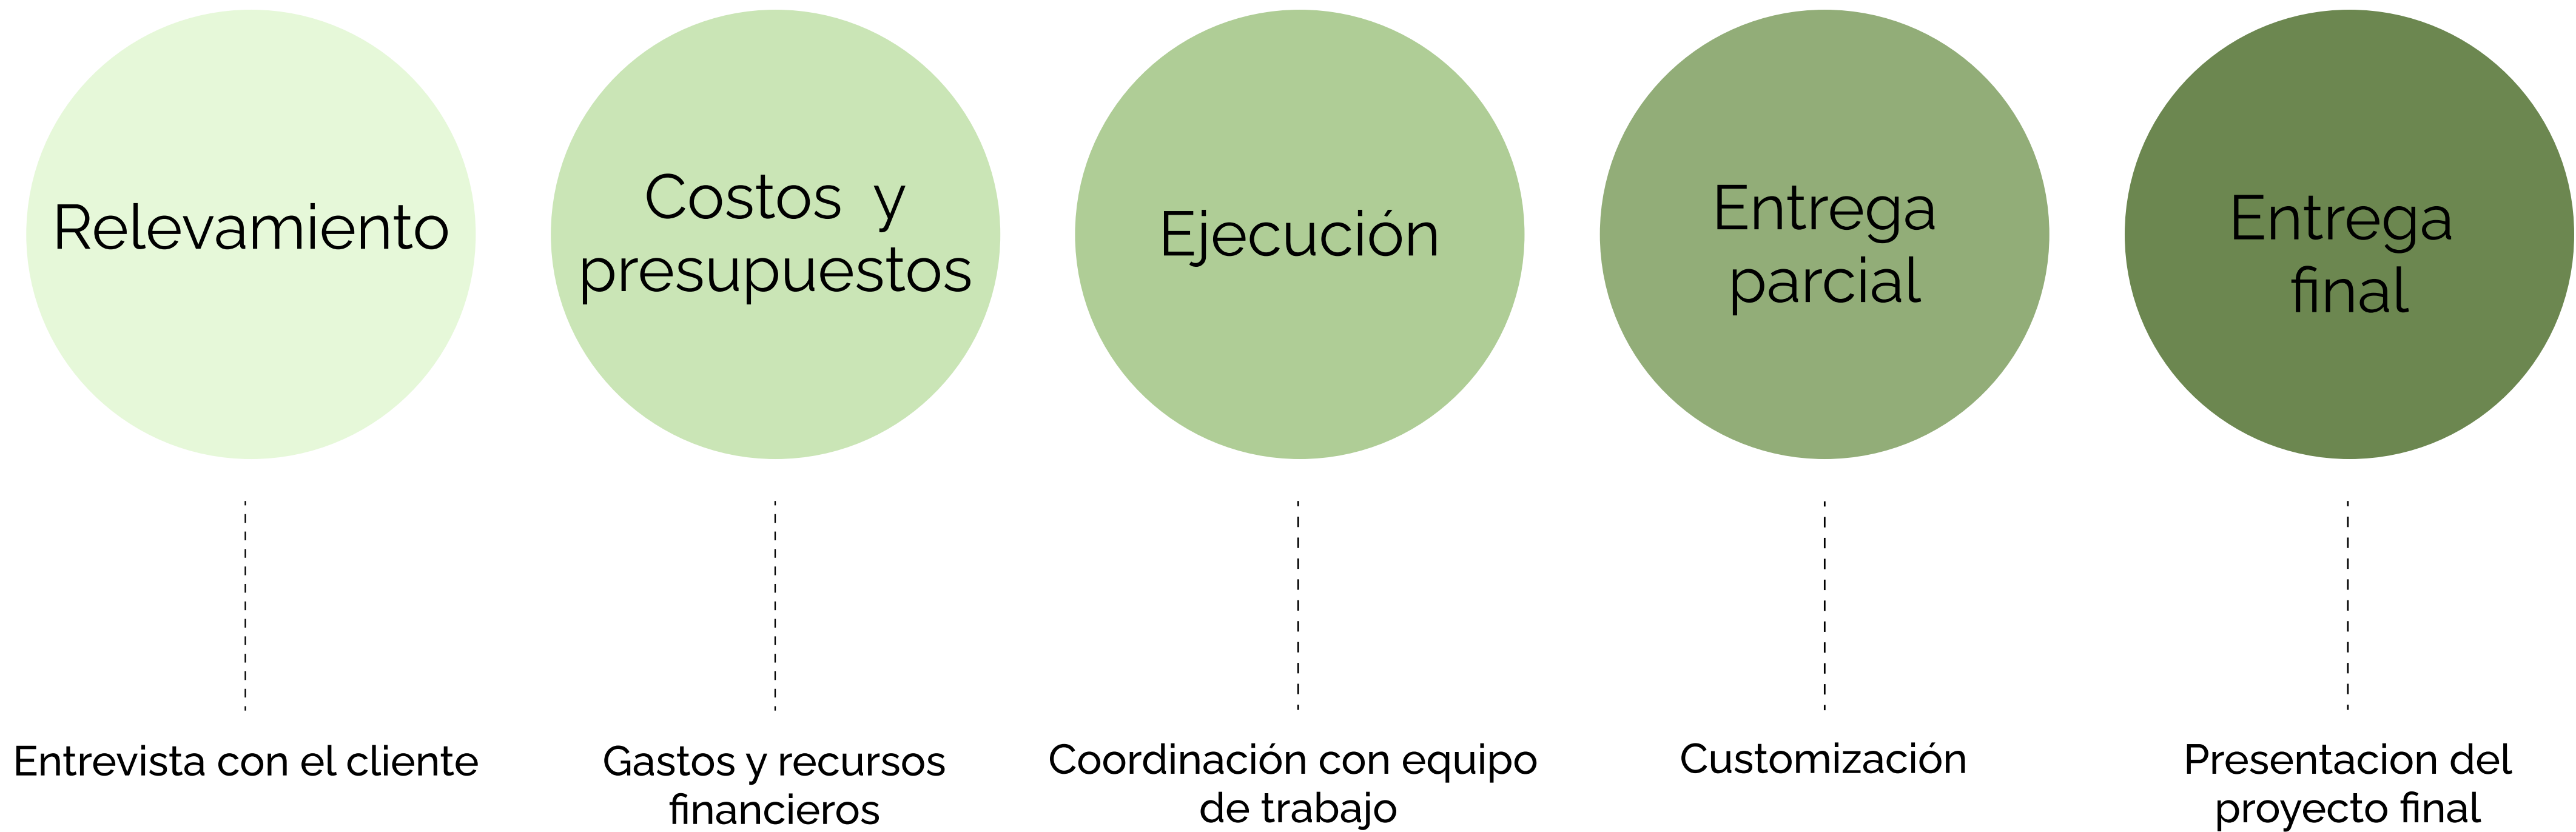 Relevamiento
Costos y
presupuestos
Ejecución
Entrega
parcial
Entrega
final
Entrevista con el cliente
Gastos y recursos
financieros
Coordinación con equipo
de trabajo
Customización
Presentacion del
proyecto final